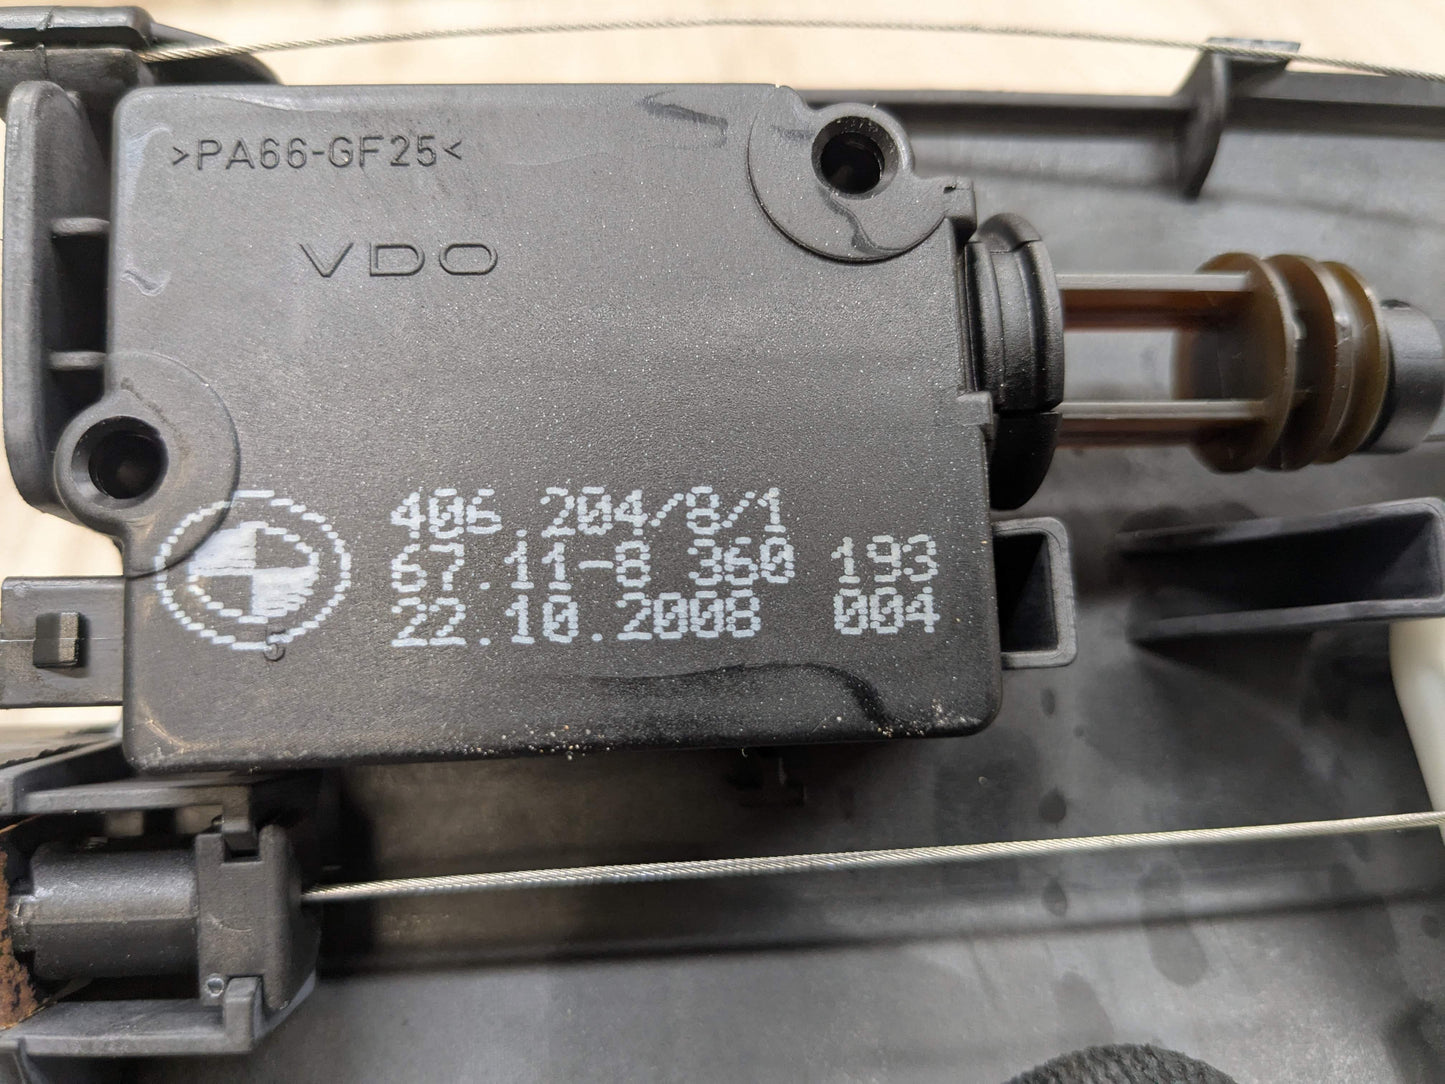 >PA66-GF25<
VDO
406.204/8/1
67.11-8 360 193
22.10.2008 004